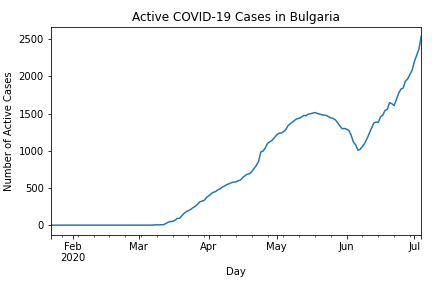 Active COVID-19 Cases in Bulgaria
Number of Active Cases
2500
2000
1500
1000
500
0
Feb Mar Apr May Jun Jul
2020
Day